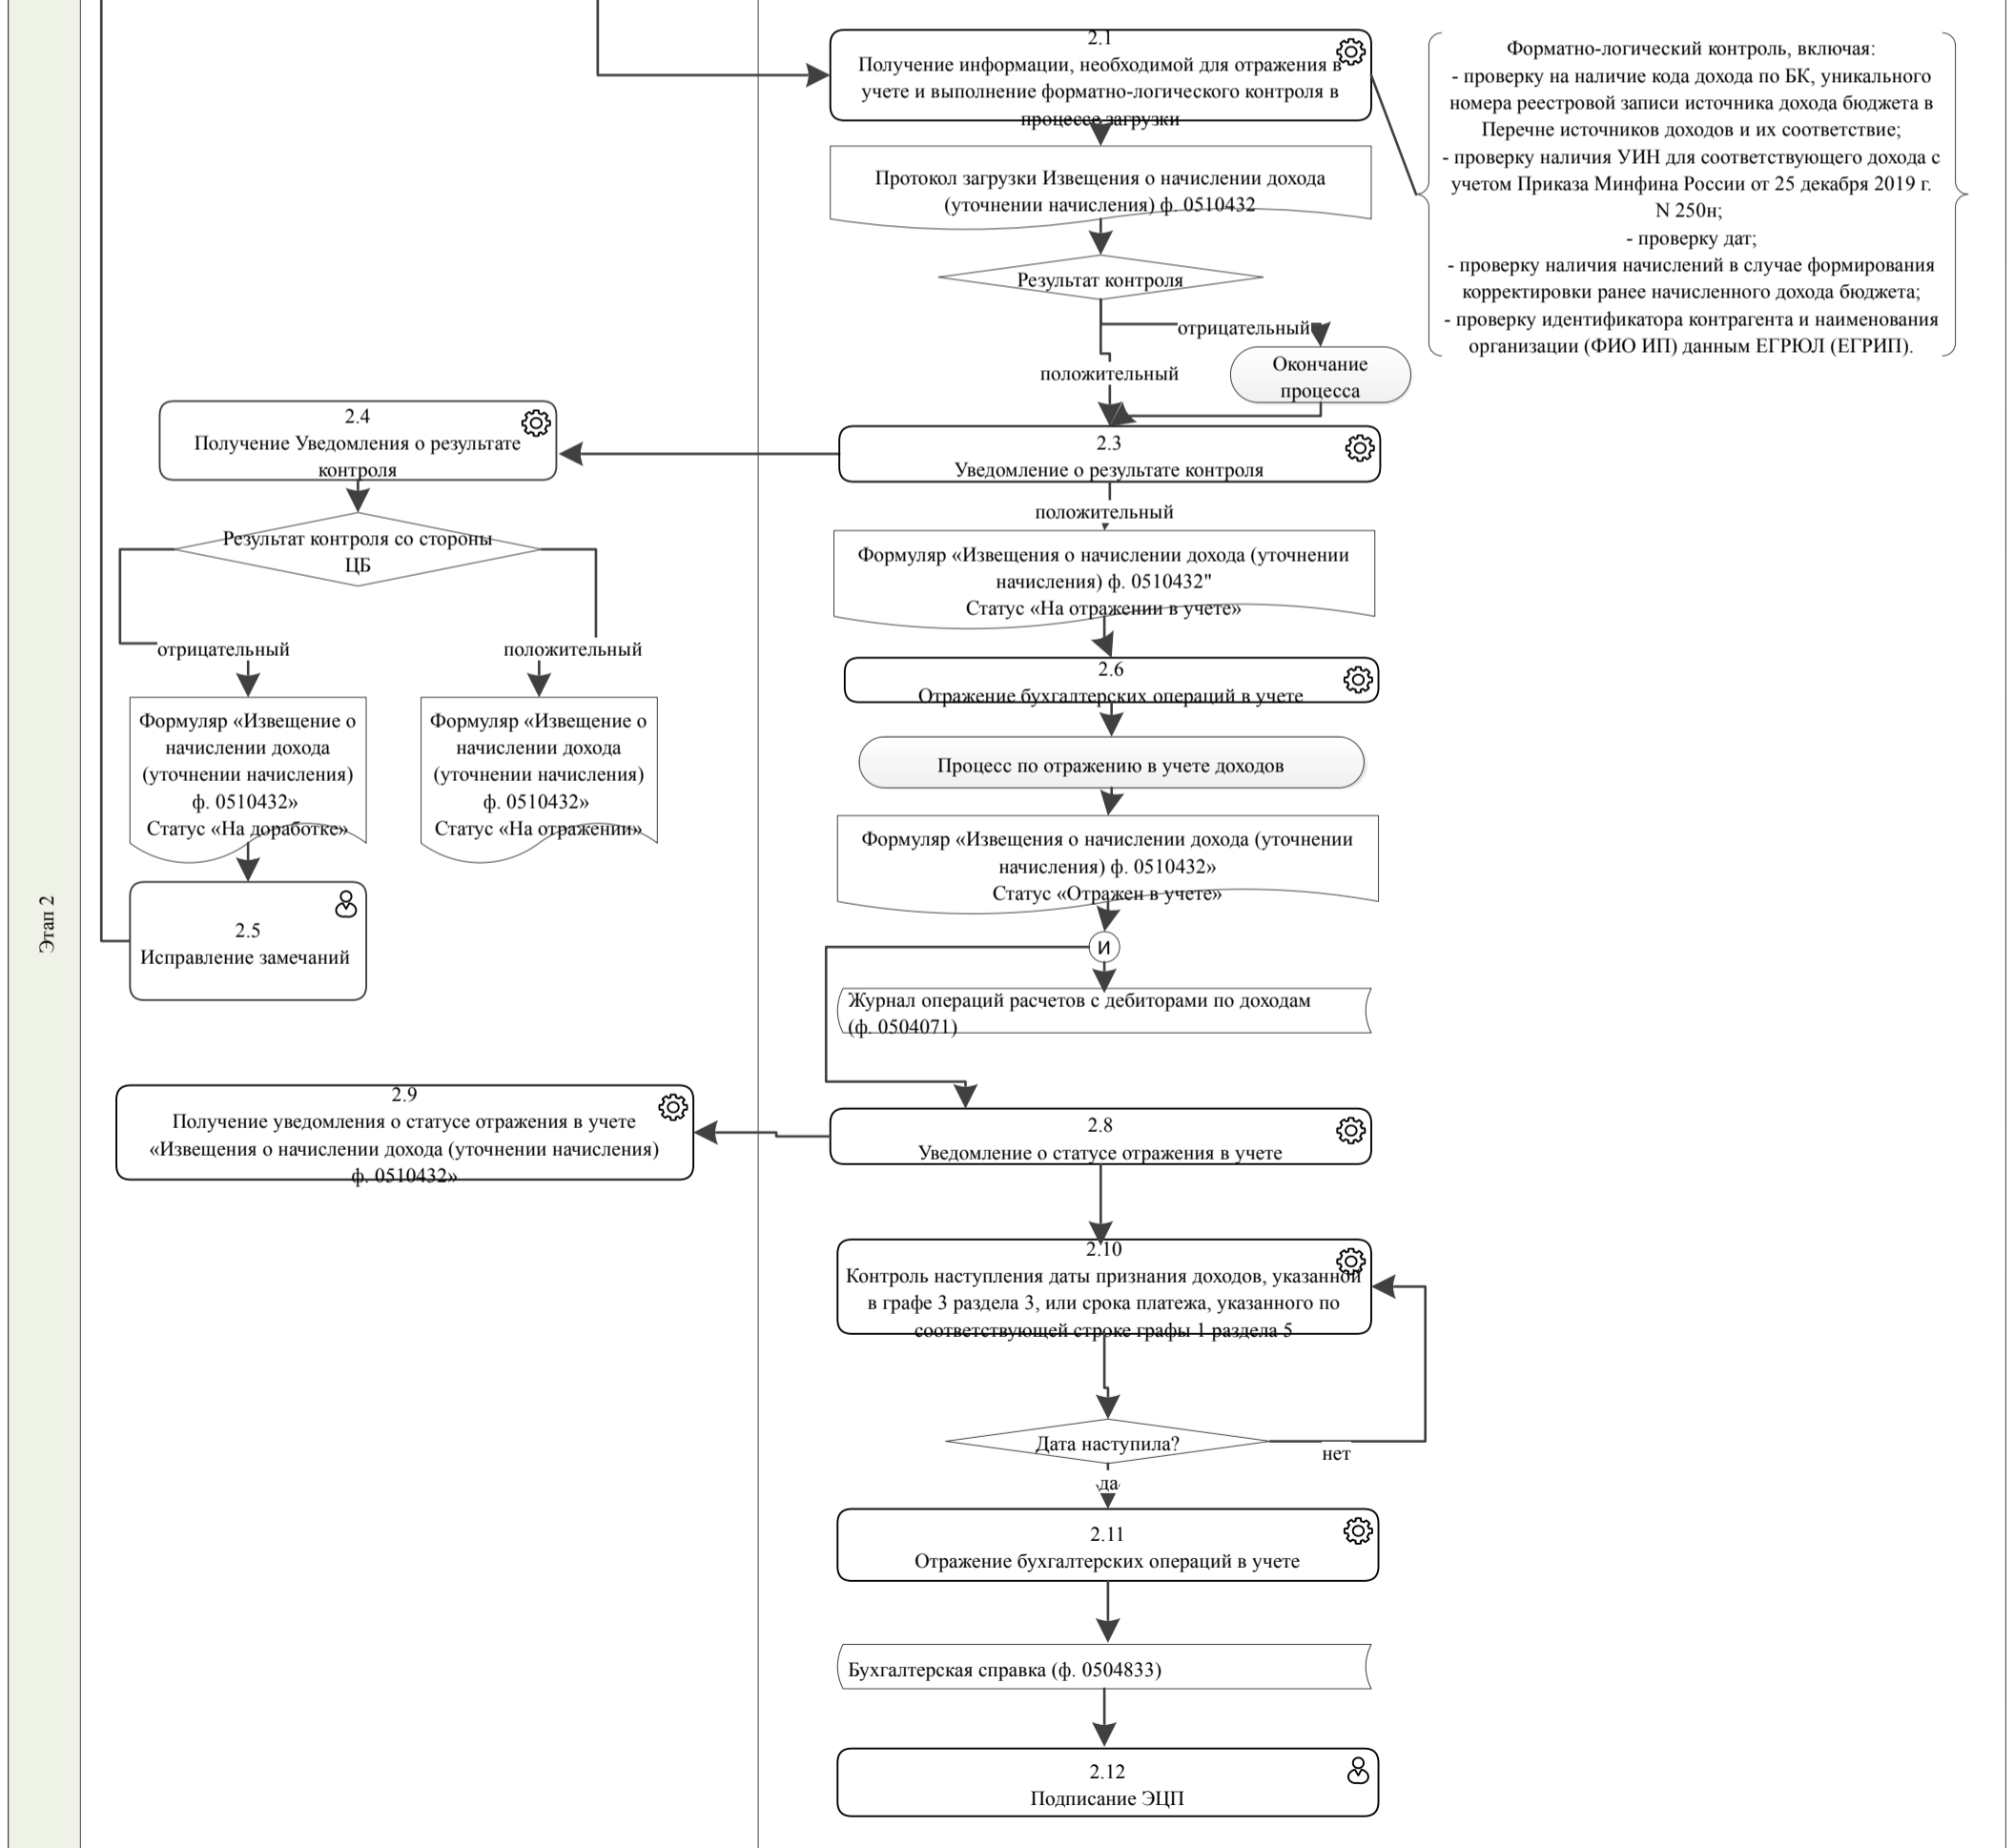 Этап 2
2.1
Получение информации, необходимой для отражения в
учете и выполнение форматно-логического контроля в
процессе загрузки
Форматно-логический контроль, включая:
- проверку на наличие кода дохода по БК, уникального
номера реестровой записи источника дохода бюджета в
Перечне источников доходов и их соответствие;
- проверку наличия УИН для соответствующего дохода с
учетом Приказа Минфина России от 25 декабря 2019 г.
N 250н;
- проверку дат;
- проверку наличия начислений в случае формирования
корректировки ранее начисленного дохода бюджета;
- проверку идентификатора контрагента и наименования
организации (ФИО ИП) данным ЕГРЮЛ (ЕГРИП).
Протокол загрузки Извещения о начислении дохода
(уточнении начисления) ф. 0510432
Результат контроля
отрицательный
положительный
Окончание
процесса
2.3
Уведомление о результате контроля
2.4
Получение Уведомления о результате
контроля
Результат контроля со стороны
ЦБ
отрицательный
положительный
Формуляр «Извещение о
начислении дохода
(уточнении начисления)
ф. 0510432»
Статус «На доработке»
Формуляр «Извещение о
начислении дохода
(уточнении начисления)
ф. 0510432»
Статус «На отражении»
2.5
Исправление замечаний
положительный
Формуляр «Извещения о начислении дохода (уточнении
начисления) ф. 0510432"
Статус «На отражении в учете»
2.6
Отражение бухгалтерских операций в учете
Процесс по отражению в учете доходов
Формуляр «Извещения о начислении дохода (уточнении
начисления) ф. 0510432»
Статус «Отражен в учете»
И
Журнал операций расчетов с дебиторами по доходам
(ф. 0504071)
2.8
Уведомление о статусе отражения в учете
2.9
Получение уведомления о статусе отражения в учете
«Извещения о начислении дохода (уточнении начисления)
ф. 0510432»
2.10
Контроль наступления даты признания доходов, указанной
в графе 3 раздела 3, или срока платежа, указанного по
соответствующей строке графы 1 раздела 5
Дата наступила?
нет
да
2.11
Отражение бухгалтерских операций в учете
Бухгалтерская справка (ф. 0504833)
2.12
Подписание ЭЦП